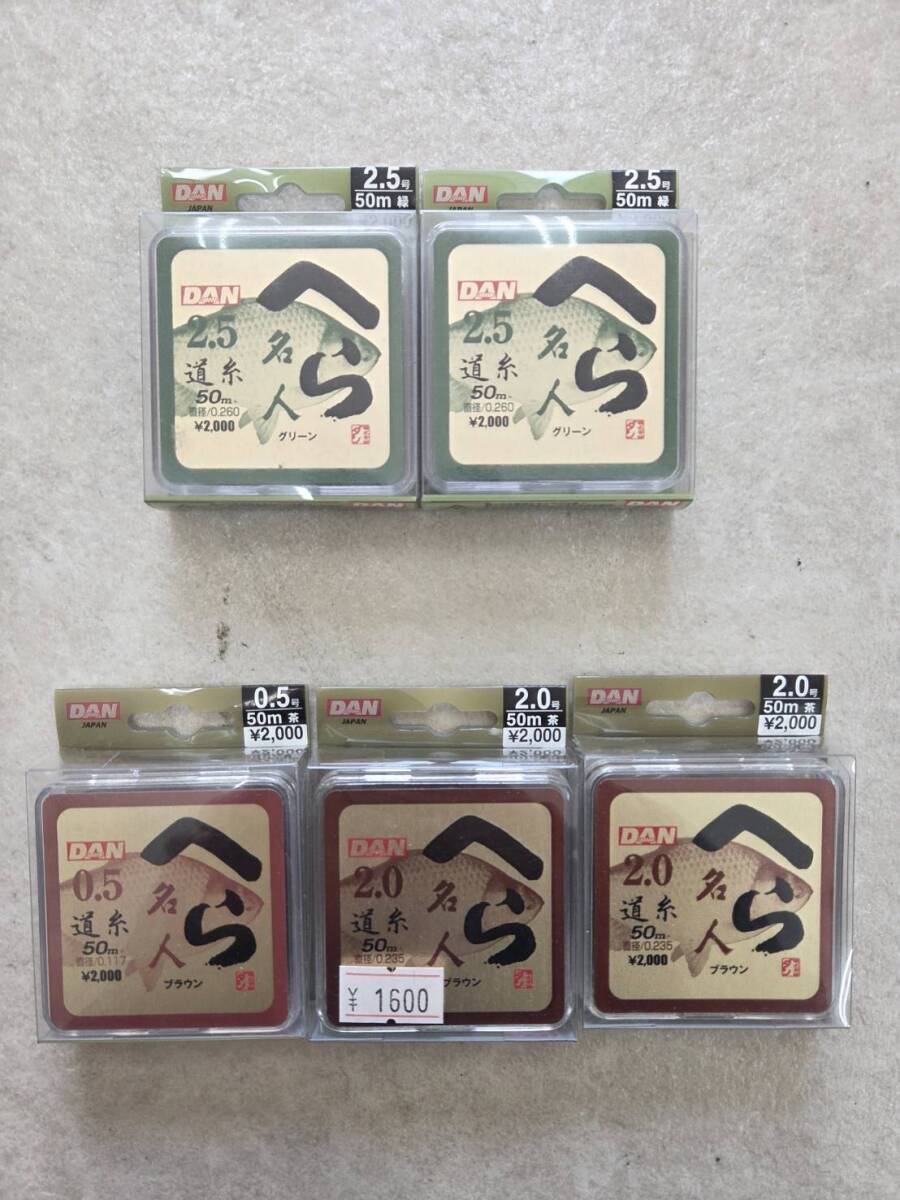 DAN
JAPAN
2.5号
50m 緑
DAN
へら
名人
2.5
道糸
50m
直径/0.260
¥2,000
グリーン
DAN
DAN
JAPAN
2.5号
50m 緑
DAN
へら
名人
2.5
道糸
50m
直径/0.260
¥2,000
グリーン
DAN
DAN
JAPAN
0.5号
50m 茶
¥2,000
DAN
へら
名人
0.5
道糸
50m
直径/0.117
¥2,000
ブラウン
DAN
JAPAN
2.0号
50m 茶
¥2,000
DAN
へら
名人
2.0
道糸
50m
直径/0.235
¥ 1600
ブラウン
DAN
JAPAN
2.0号
50m 茶
¥2,000
DAN
へら
名人
2.0
道糸
50m
直径/0.235
¥2,000
ブラウン